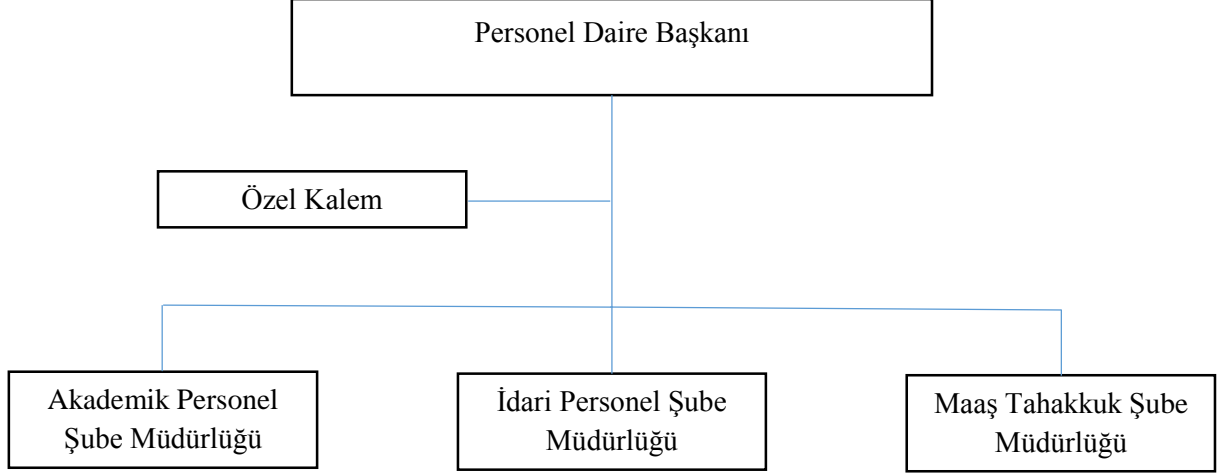 Personel Daire Başkanı
Özel Kalem
Akademik Personel
Şube Müdürlüğü
İdari Personel Şube
Müdürlüğü
Maaş Tahakkuk Şube
Müdürlüğü